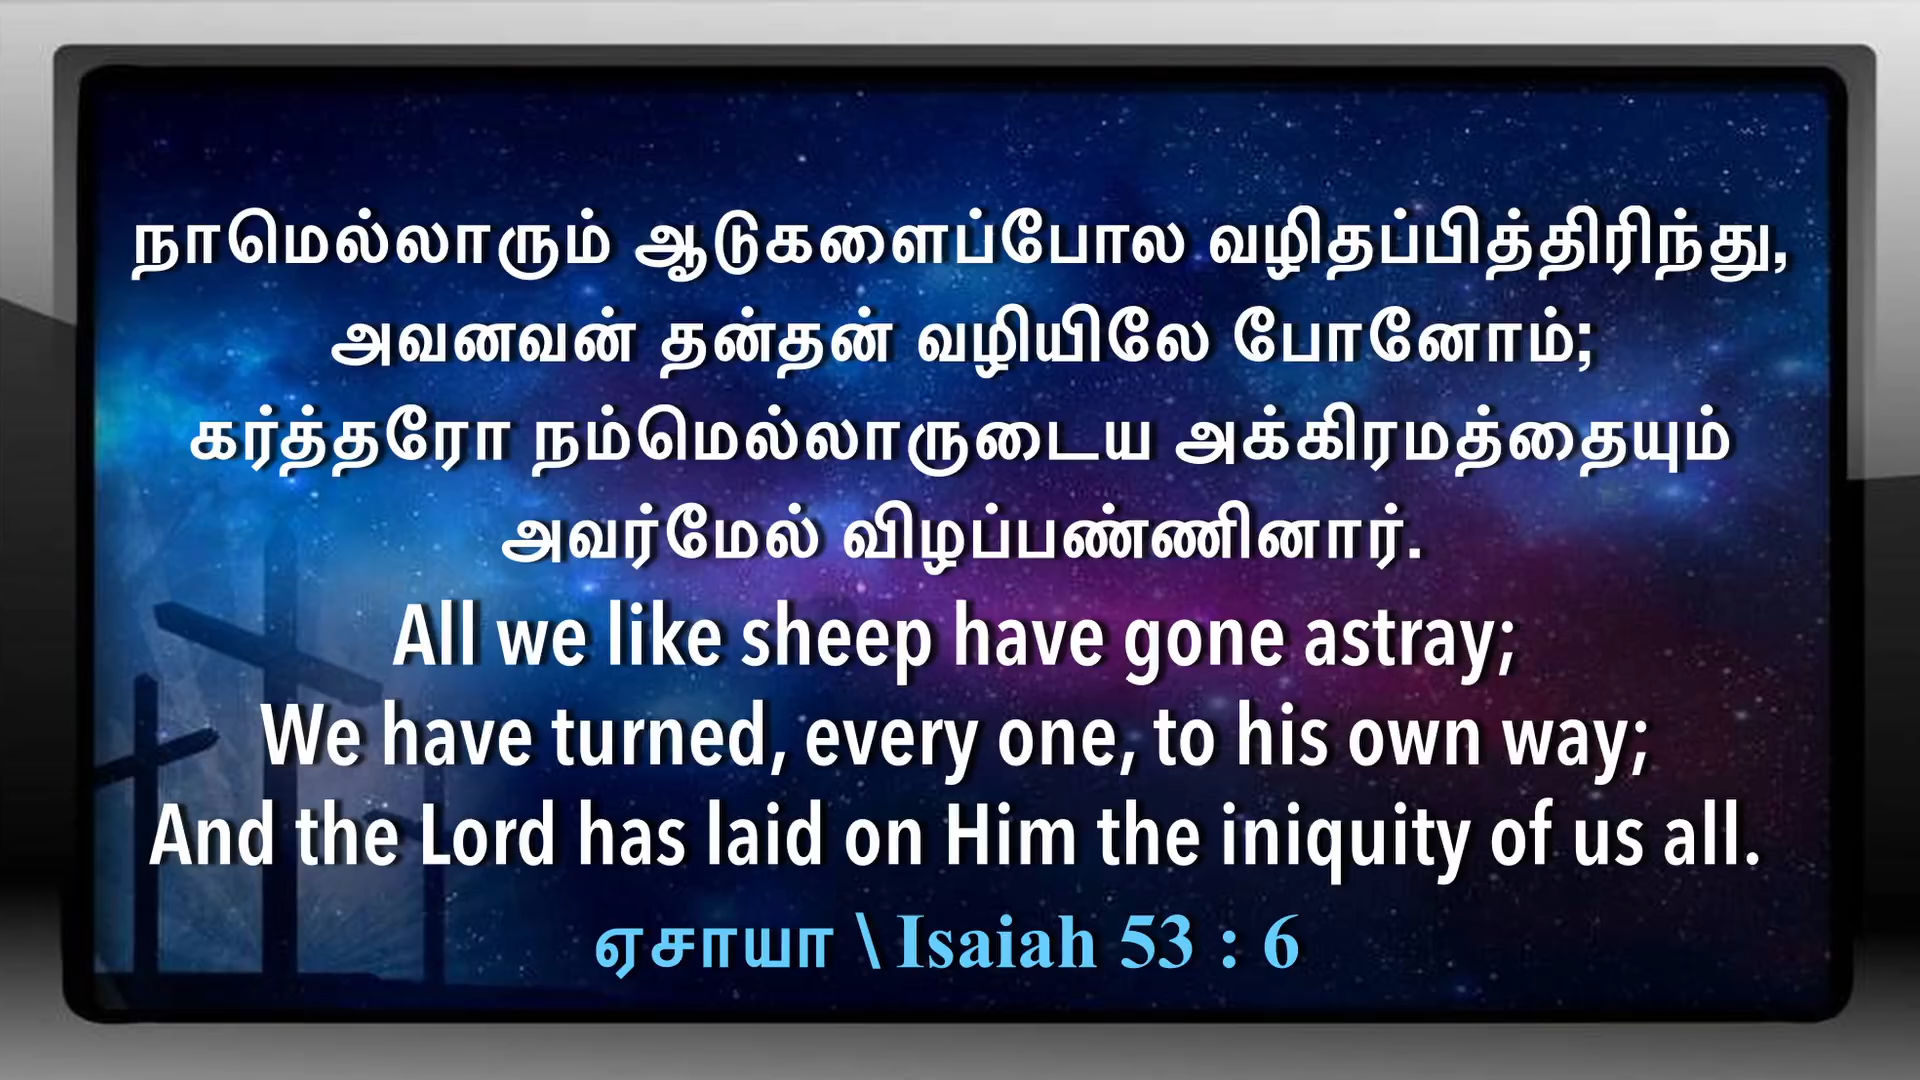 நாமெல்லாரும் ஆடுகளைப்போல வழிதப்பித்திரிந்து,
அவனவன் தன்தன் வழியிலே போனோம்;
கர்த்தரோ நம்மெல்லாருடைய அக்கிரமத்தையும்
அவர்மேல் விழப்பண்ணினார்.
All we like sheep have gone astray;
We have turned, every one, to his own way;
And the Lord has laid on Him the iniquity of us all.
ஏசாயா \ Isaiah 53 : 6